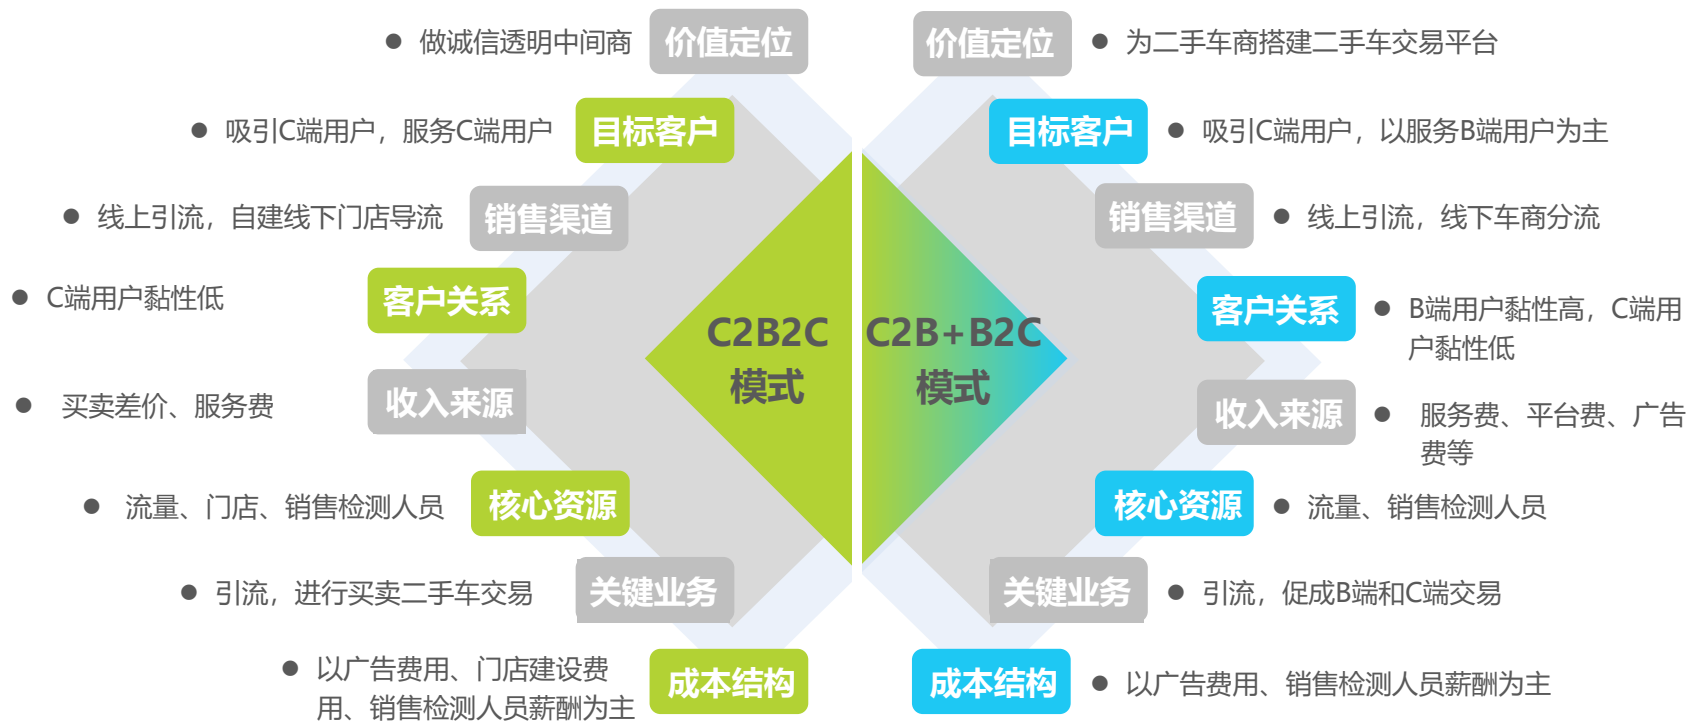 做诚信透明中间商
价值定位
吸引C端用户，服务C端用户
目标客户
线上引流，自建线下门店导流
销售渠道
C端用户黏性低
客户关系
买卖差价、服务费
收入来源
流量、门店、销售检测人员
核心资源
引流，进行买卖二手车交易
关键业务
以广告费用、门店建设费
用、销售检测人员薪酬为主
成本结构
C2B2C
模式
C2B+B2C
模式
价值定位
为二手车商搭建二手车交易平台
目标客户
吸引C端用户，以服务B端用户为主
销售渠道
线上引流，线下车商分流
客户关系
B端用户黏性高，C端用
户黏性低
收入来源
服务费、平台费、广告
费等
核心资源
流量、销售检测人员
关键业务
引流，促成B端和C端交易
成本结构
以广告费用、销售检测人员薪酬为主